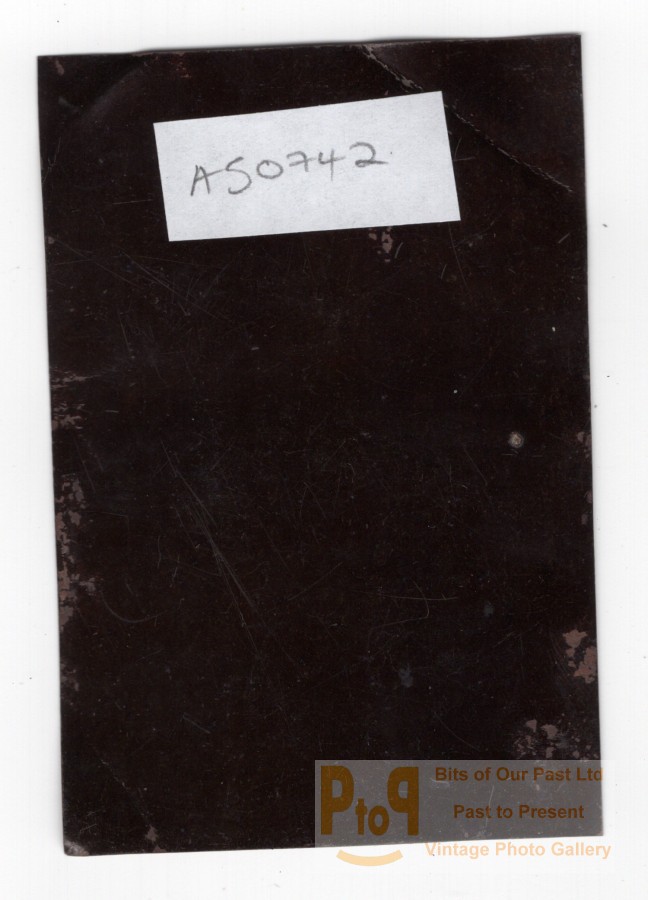 AS0742
PtoP
Bits of Our Past Ltd
Past to Present
Vintage Photo Gallery